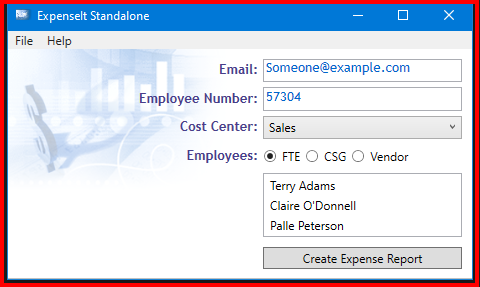 ExpenseIt Standalone
File Help
Email: Someone@example.com
Employee Number: 57304
Cost Center: Sales
Employees: FTE CSG Vendor
Terry Adams
Claire O'Donnell
Palle Peterson
Create Expense Report